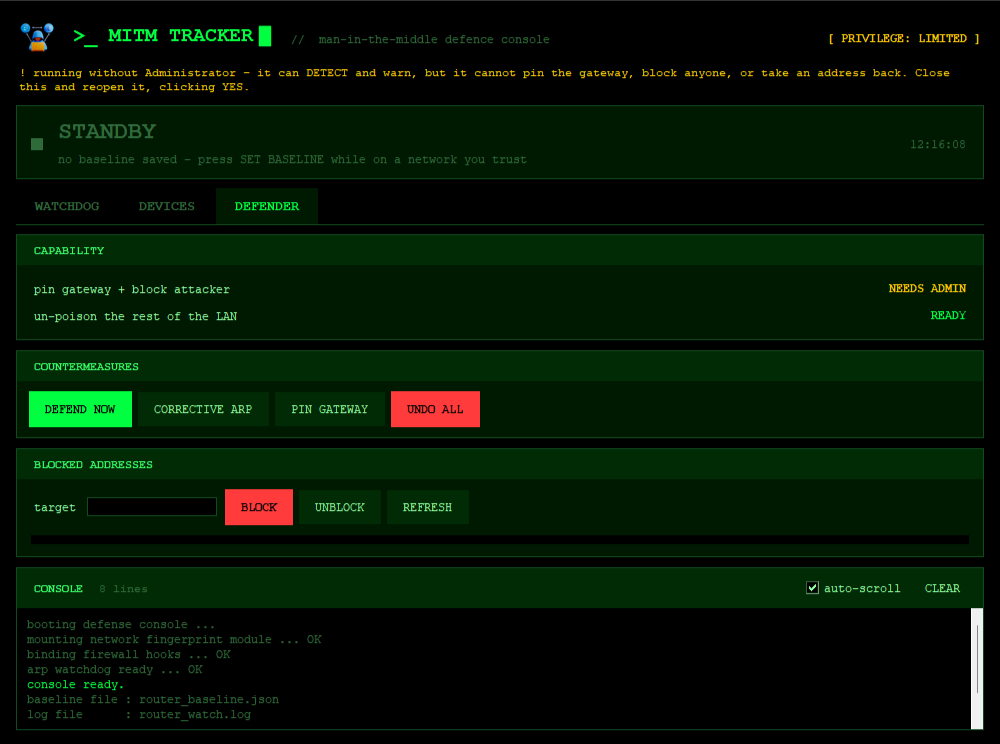 >_ MITM TRACKER // man-in-the-middle defence console [ PRIVILEGE: LIMITED ]
! running without Administrator - it can DETECT and warn, but it cannot pin the gateway, block anyone, or take an address back. Close
this and reopen it, clicking YES.
STANDBY
no baseline saved - press SET BASELINE while on a network you trust
12:16:08
WATCHDOG DEVICES DEFENDER
CAPABILITY
pin gateway + block attacker NEEDS ADMIN
un-poison the rest of the LAN READY
COUNTERMEASURES
DEFEND NOW CORRECTIVE ARP PIN GATEWAY UNDO ALL
BLOCKED ADDRESSES
target BLOCK UNBLOCK REFRESH
CONSOLE 8 lines auto-scroll CLEAR
booting defense console ...
mounting network fingerprint module ... OK
binding firewall hooks ... OK
arp watchdog ready ... OK
console ready.
baseline file : router_baseline.json
log file : router_watch.log